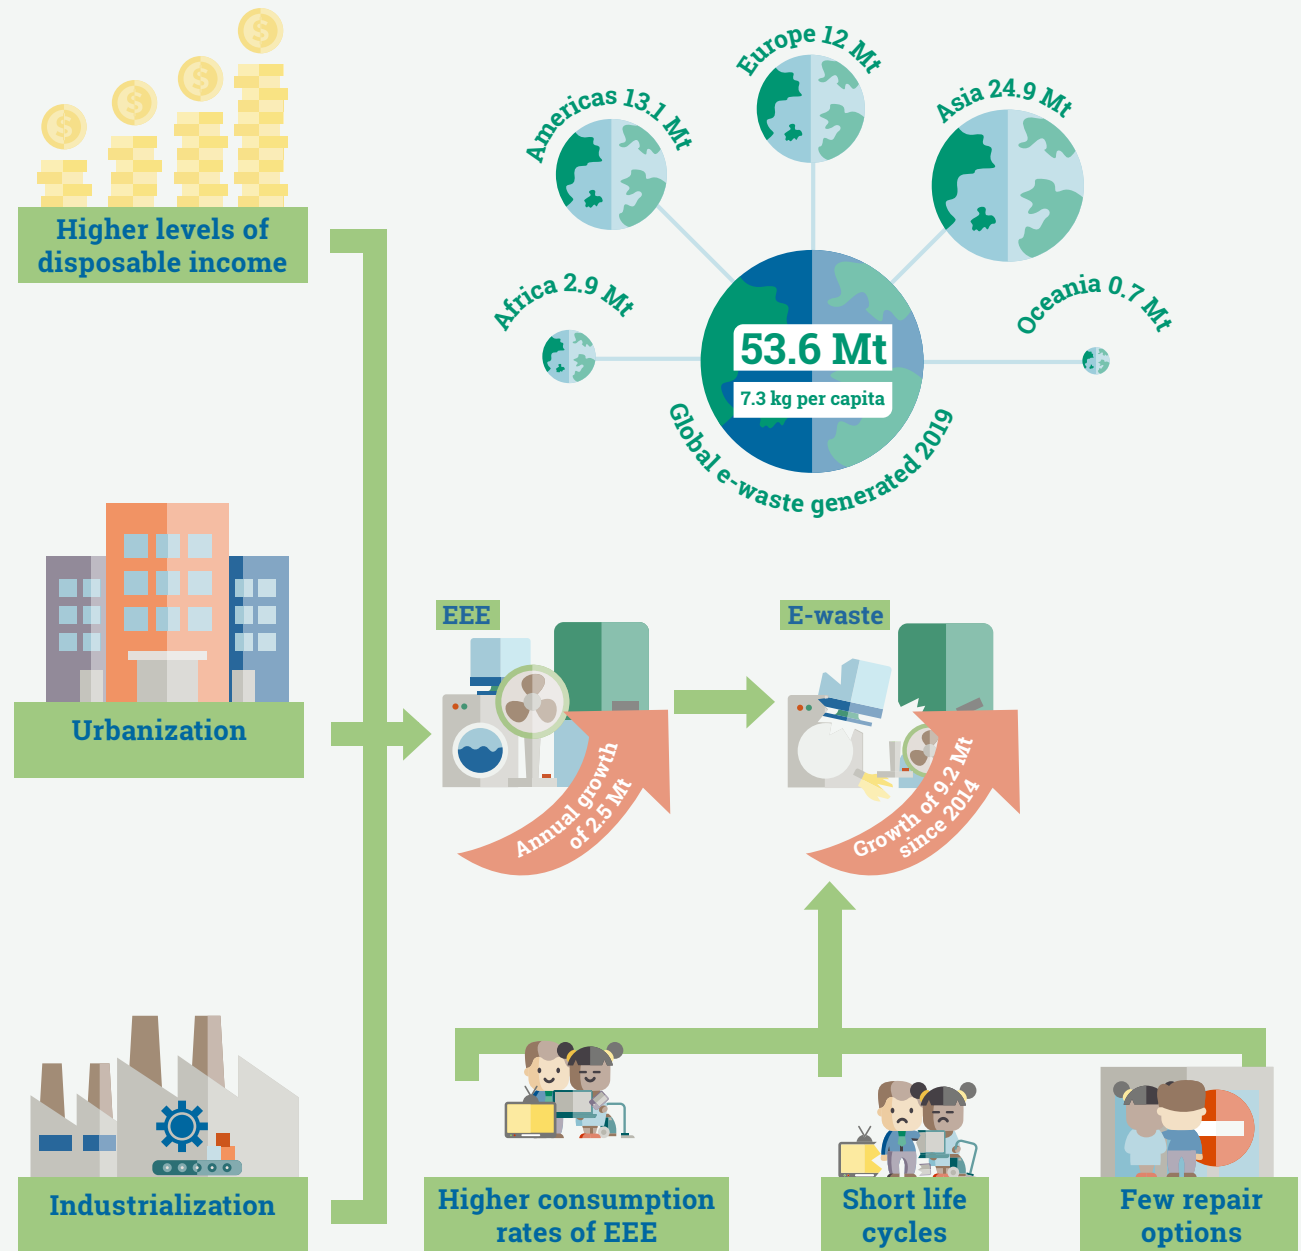 Higher levels of
disposable income
Urbanization
Industrialization
Africa 2.9 Mt
Americas 13.1 Mt
Europe 12 Mt
Asia 24.9 Mt
Oceania 0.7 Mt
53.6 Mt
7.3 kg per capita
Global e-waste generated 2019
EEE
Annual growth
of 2.5 Mt
E-waste
Growth of 9.2 Mt
since 2014
Higher consumption
rates of EEE
Short life
cycles
Few repair
options